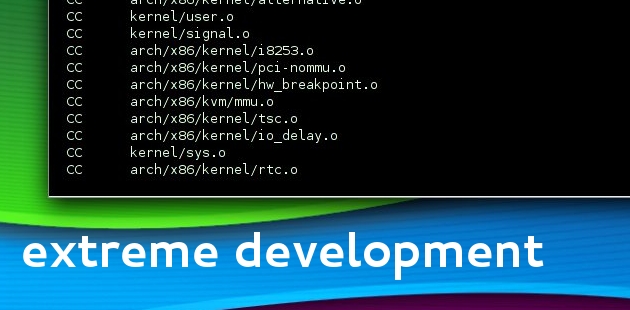 CC kernel/user.o
CC kernel/signal.o
CC arch/x86/kernel/i8253.o
CC arch/x86/kernel/pci-nommu.o
CC arch/x86/kernel/hw_breakpoint.o
CC arch/x86/kvm/mmu.o
CC arch/x86/kernel/tsc.o
CC arch/x86/kernel/io_delay.o
CC kernel/sys.o
CC arch/x86/kernel/rtc.o
extreme development